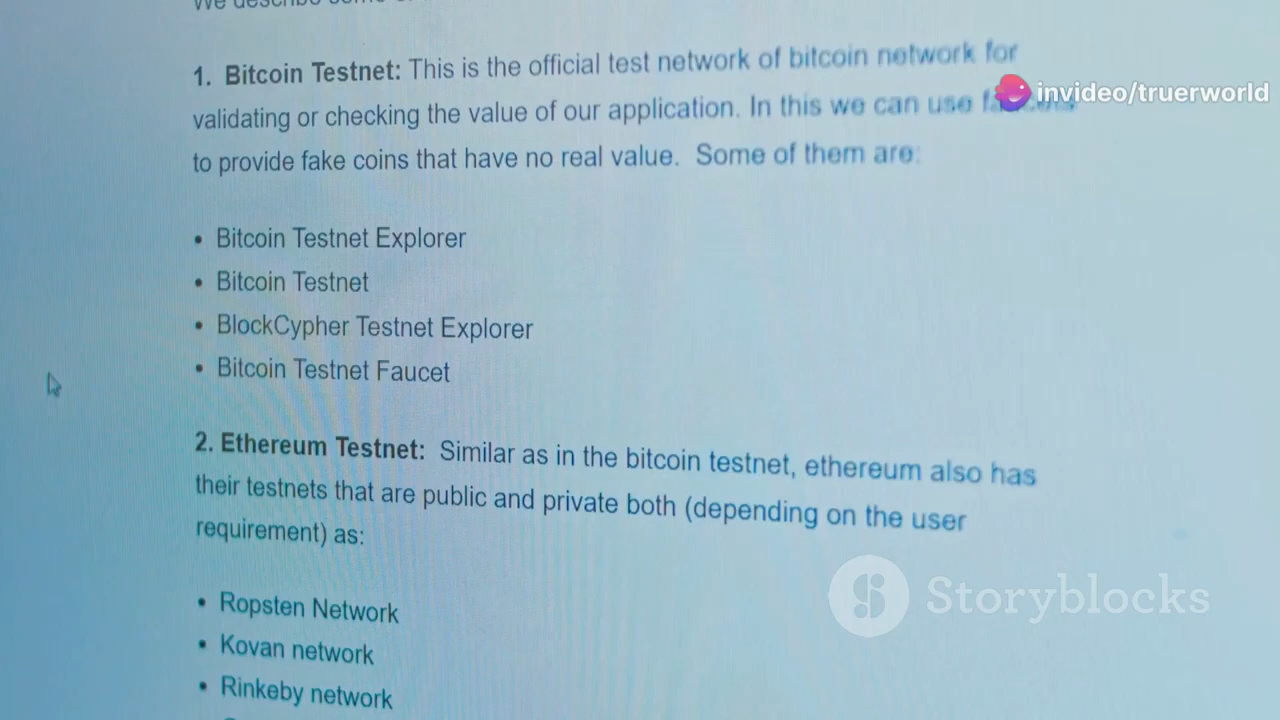 We describe some
1. Bitcoin Testnet: This is the official test network of bitcoin network for
validating or checking the value of our application. In this we can use
to provide fake coins that have no real value. Some of them are:
• Bitcoin Testnet Explorer
• Bitcoin Testnet
• BlockCypher Testnet Explorer
• Bitcoin Testnet Faucet
2. Ethereum Testnet: Similar as in the bitcoin testnet, ethereum also has
their testnets that are public and private both (depending on the user
requirement) as:
• Ropsten Network
• Kovan network
• Rinkeby network
invideo/truerworld
Storyblocks